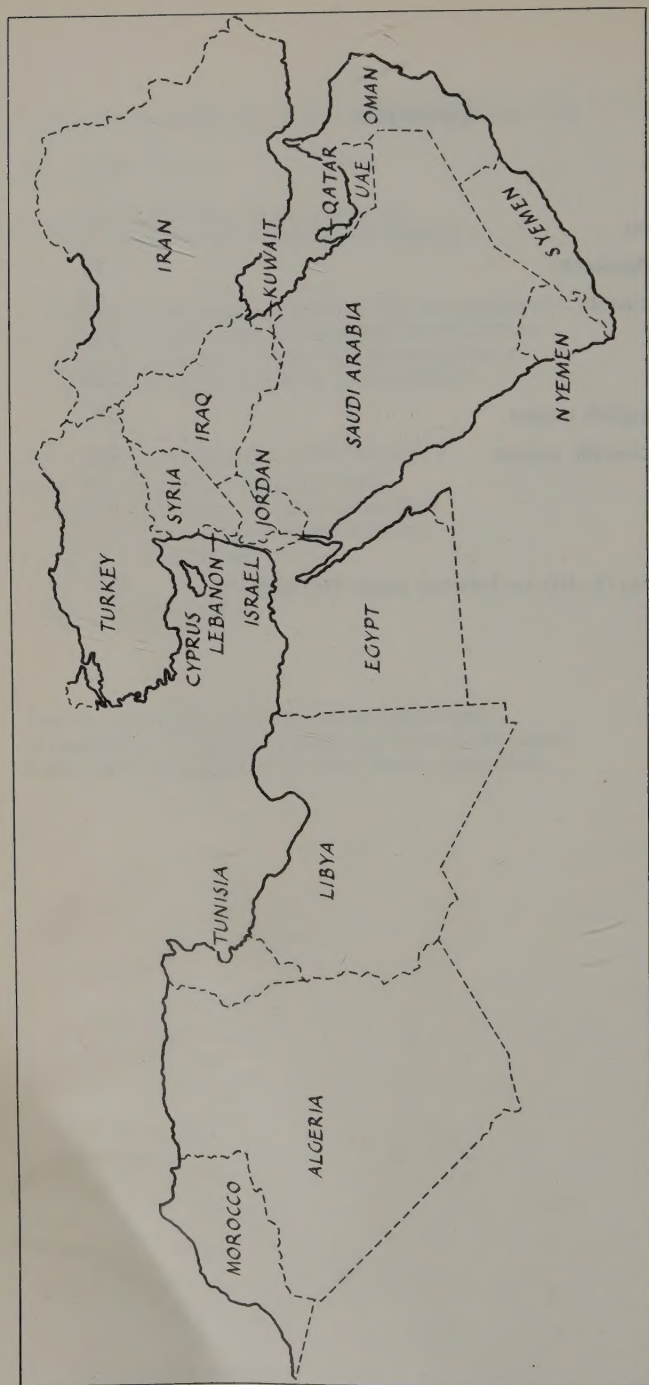 MOROCCO
ALGERIA
TUNISIA
LIBYA
EGYPT
TURKEY
CYPRUS
LEBANON
ISRAEL
SYRIA
JORDAN
IRAQ
IRAN
KUWAIT
SAUDI ARABIA
QATAR
UAE
OMAN
S YEMEN
N YEMEN